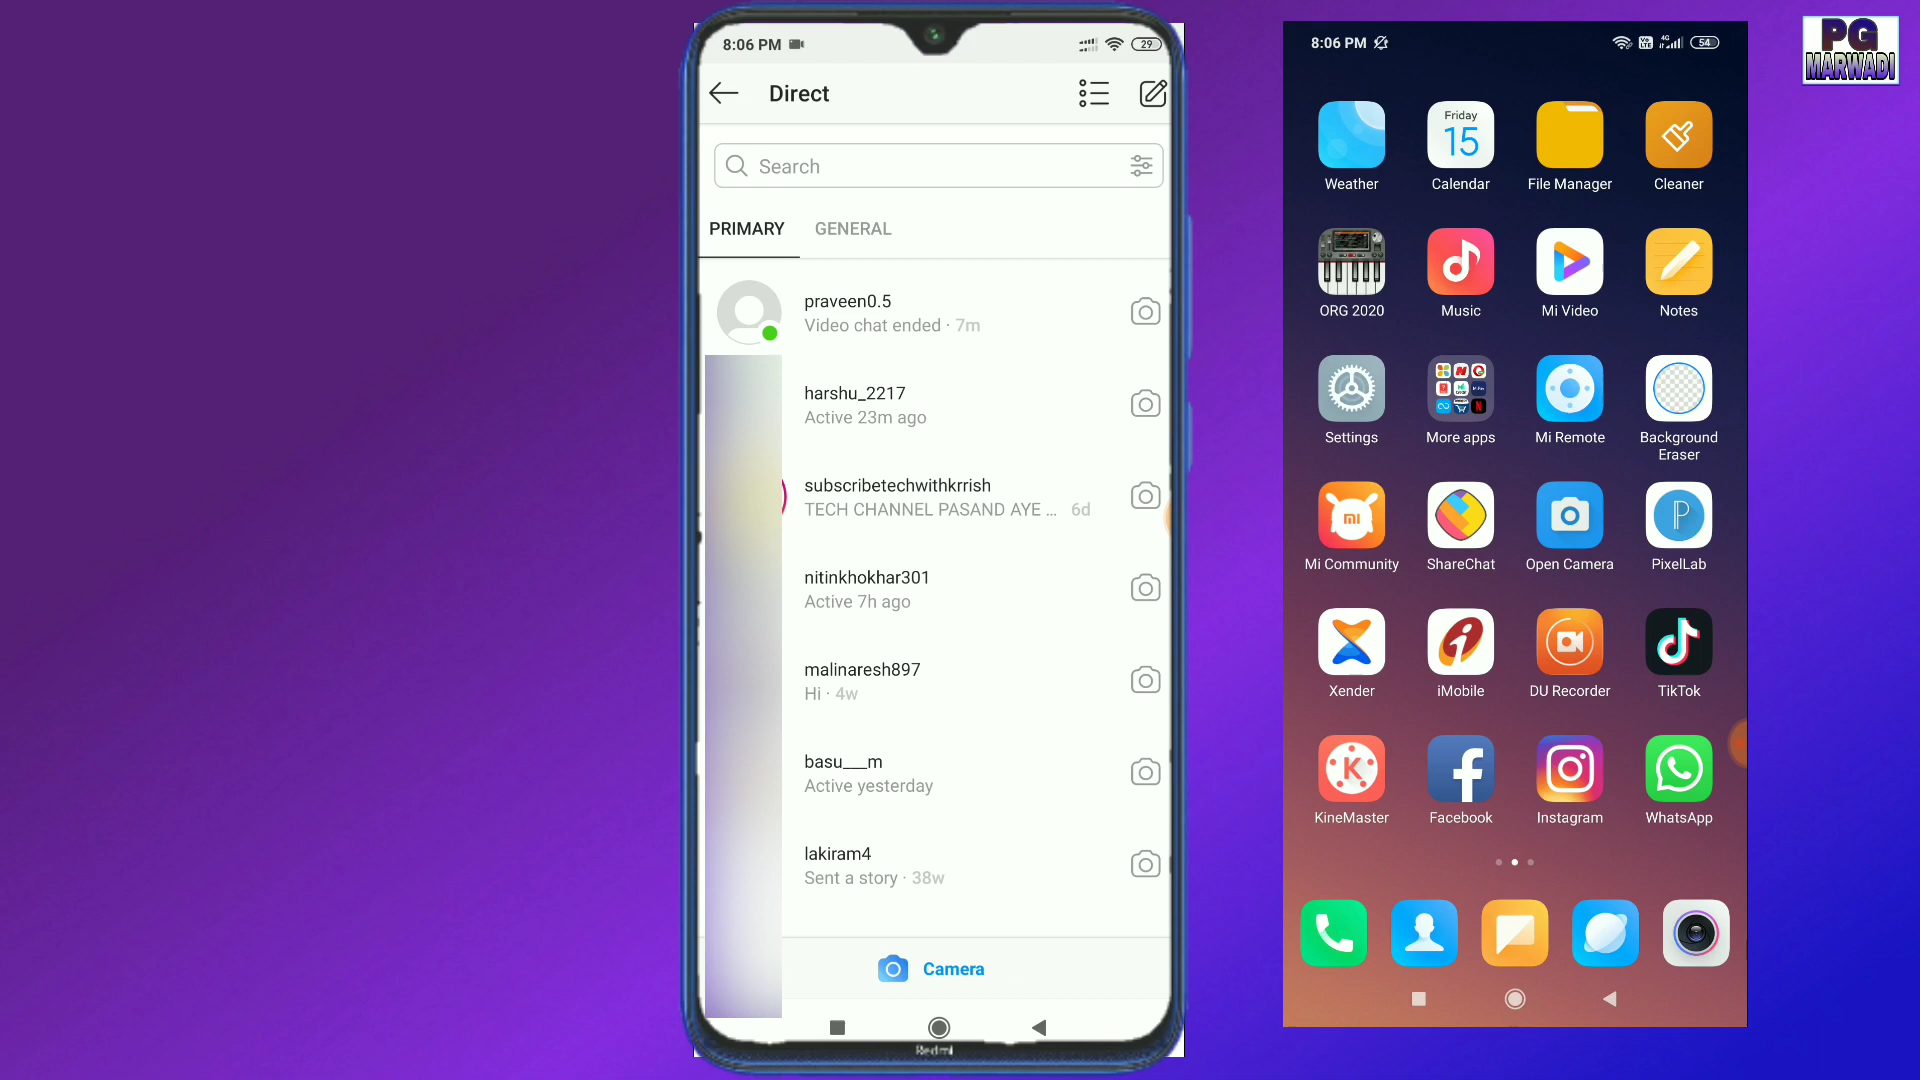 8:06 PM
29
Direct
Search
PRIMARY GENERAL
praveen0.5
Video chat ended · 7m
harshu_2217
Active 23m ago
subscribetechwithkrrish
TECH CHANNEL PASAND AYE ... 6d
nitinkhokhar301
Active 7h ago
malinaresh897
Hi · 4w
basu___m
Active yesterday
lakiram4
Sent a story · 38w
Camera
Redmi
8:06 PM
4G 54
Friday
15
Weather Calendar File Manager Cleaner
ORG 2020 Music Mi Video Notes
Settings More apps Mi Remote Background
Eraser
Mi Community ShareChat Open Camera PixelLab
Xender iMobile DU Recorder TikTok
KineMaster Facebook Instagram WhatsApp
PG
MARWADI